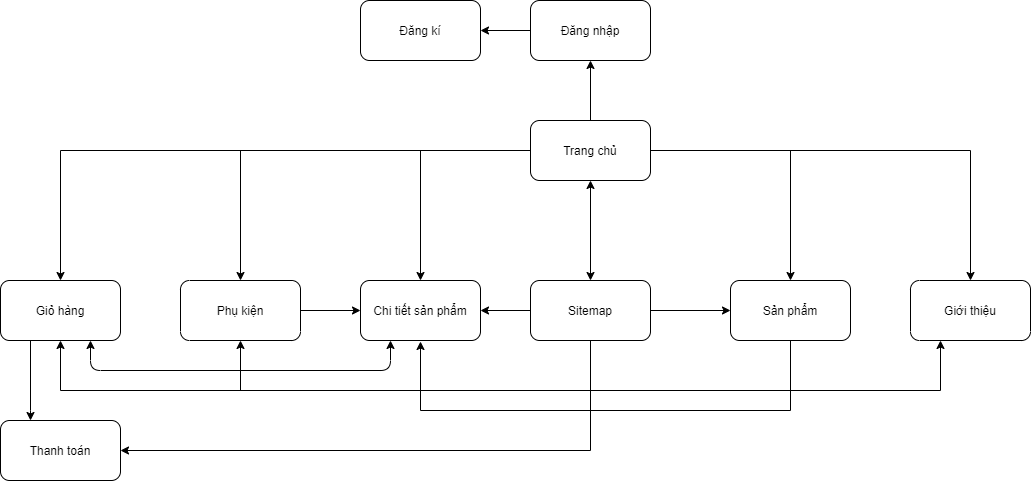 Đăng kí
Đăng nhập
Trang chủ
Giỏ hàng
Phụ kiện
Chi tiết sản phẩm
Sitemap
Sản phẩm
Giới thiệu
Thanh toán